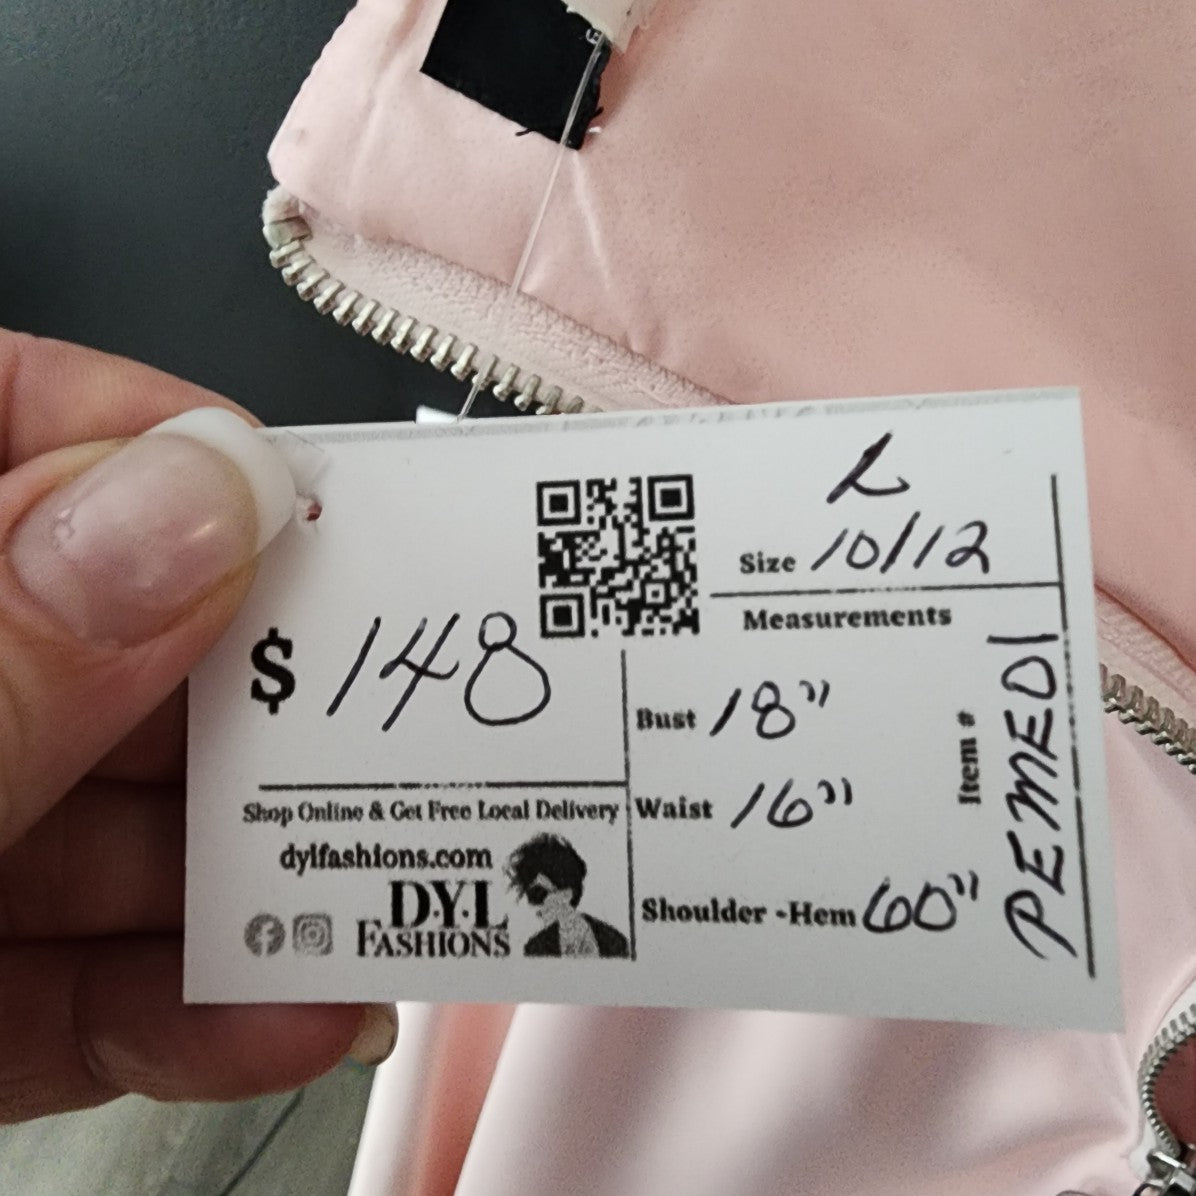 L
Size 10/12
Measurements
$ 148
Bust 18"
Waist 16"
Shoulder - Hem 60"
Item # PEMEO1
Shop Online & Get Free Local Delivery
dylfashions.com
D.Y.L
FASHIONS